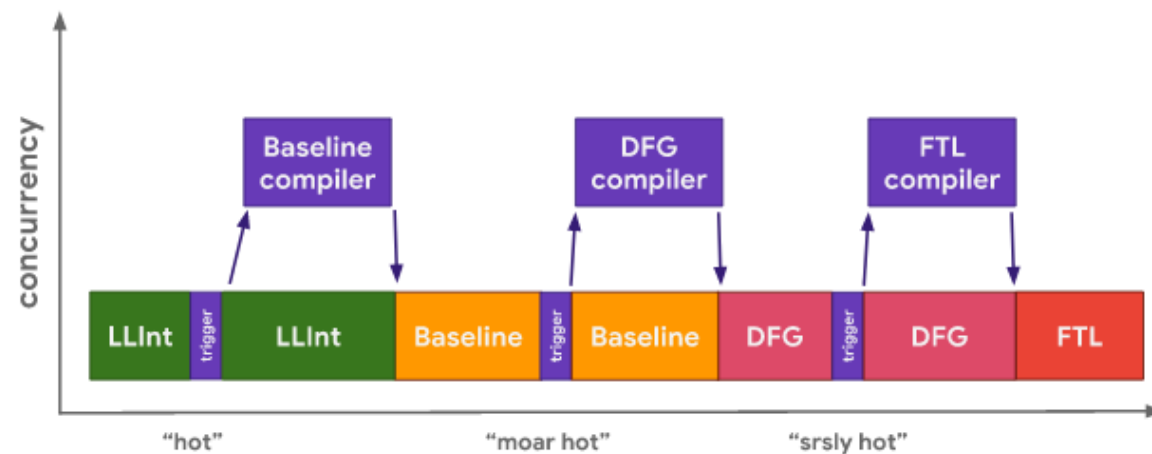 concurrency
Baseline
compiler
DFG
compiler
FTL
compiler
LLInt
trigger
LLInt
Baseline
trigger
Baseline
DFG
trigger
DFG
FTL
“hot”
“moar hot”
“srsly hot”